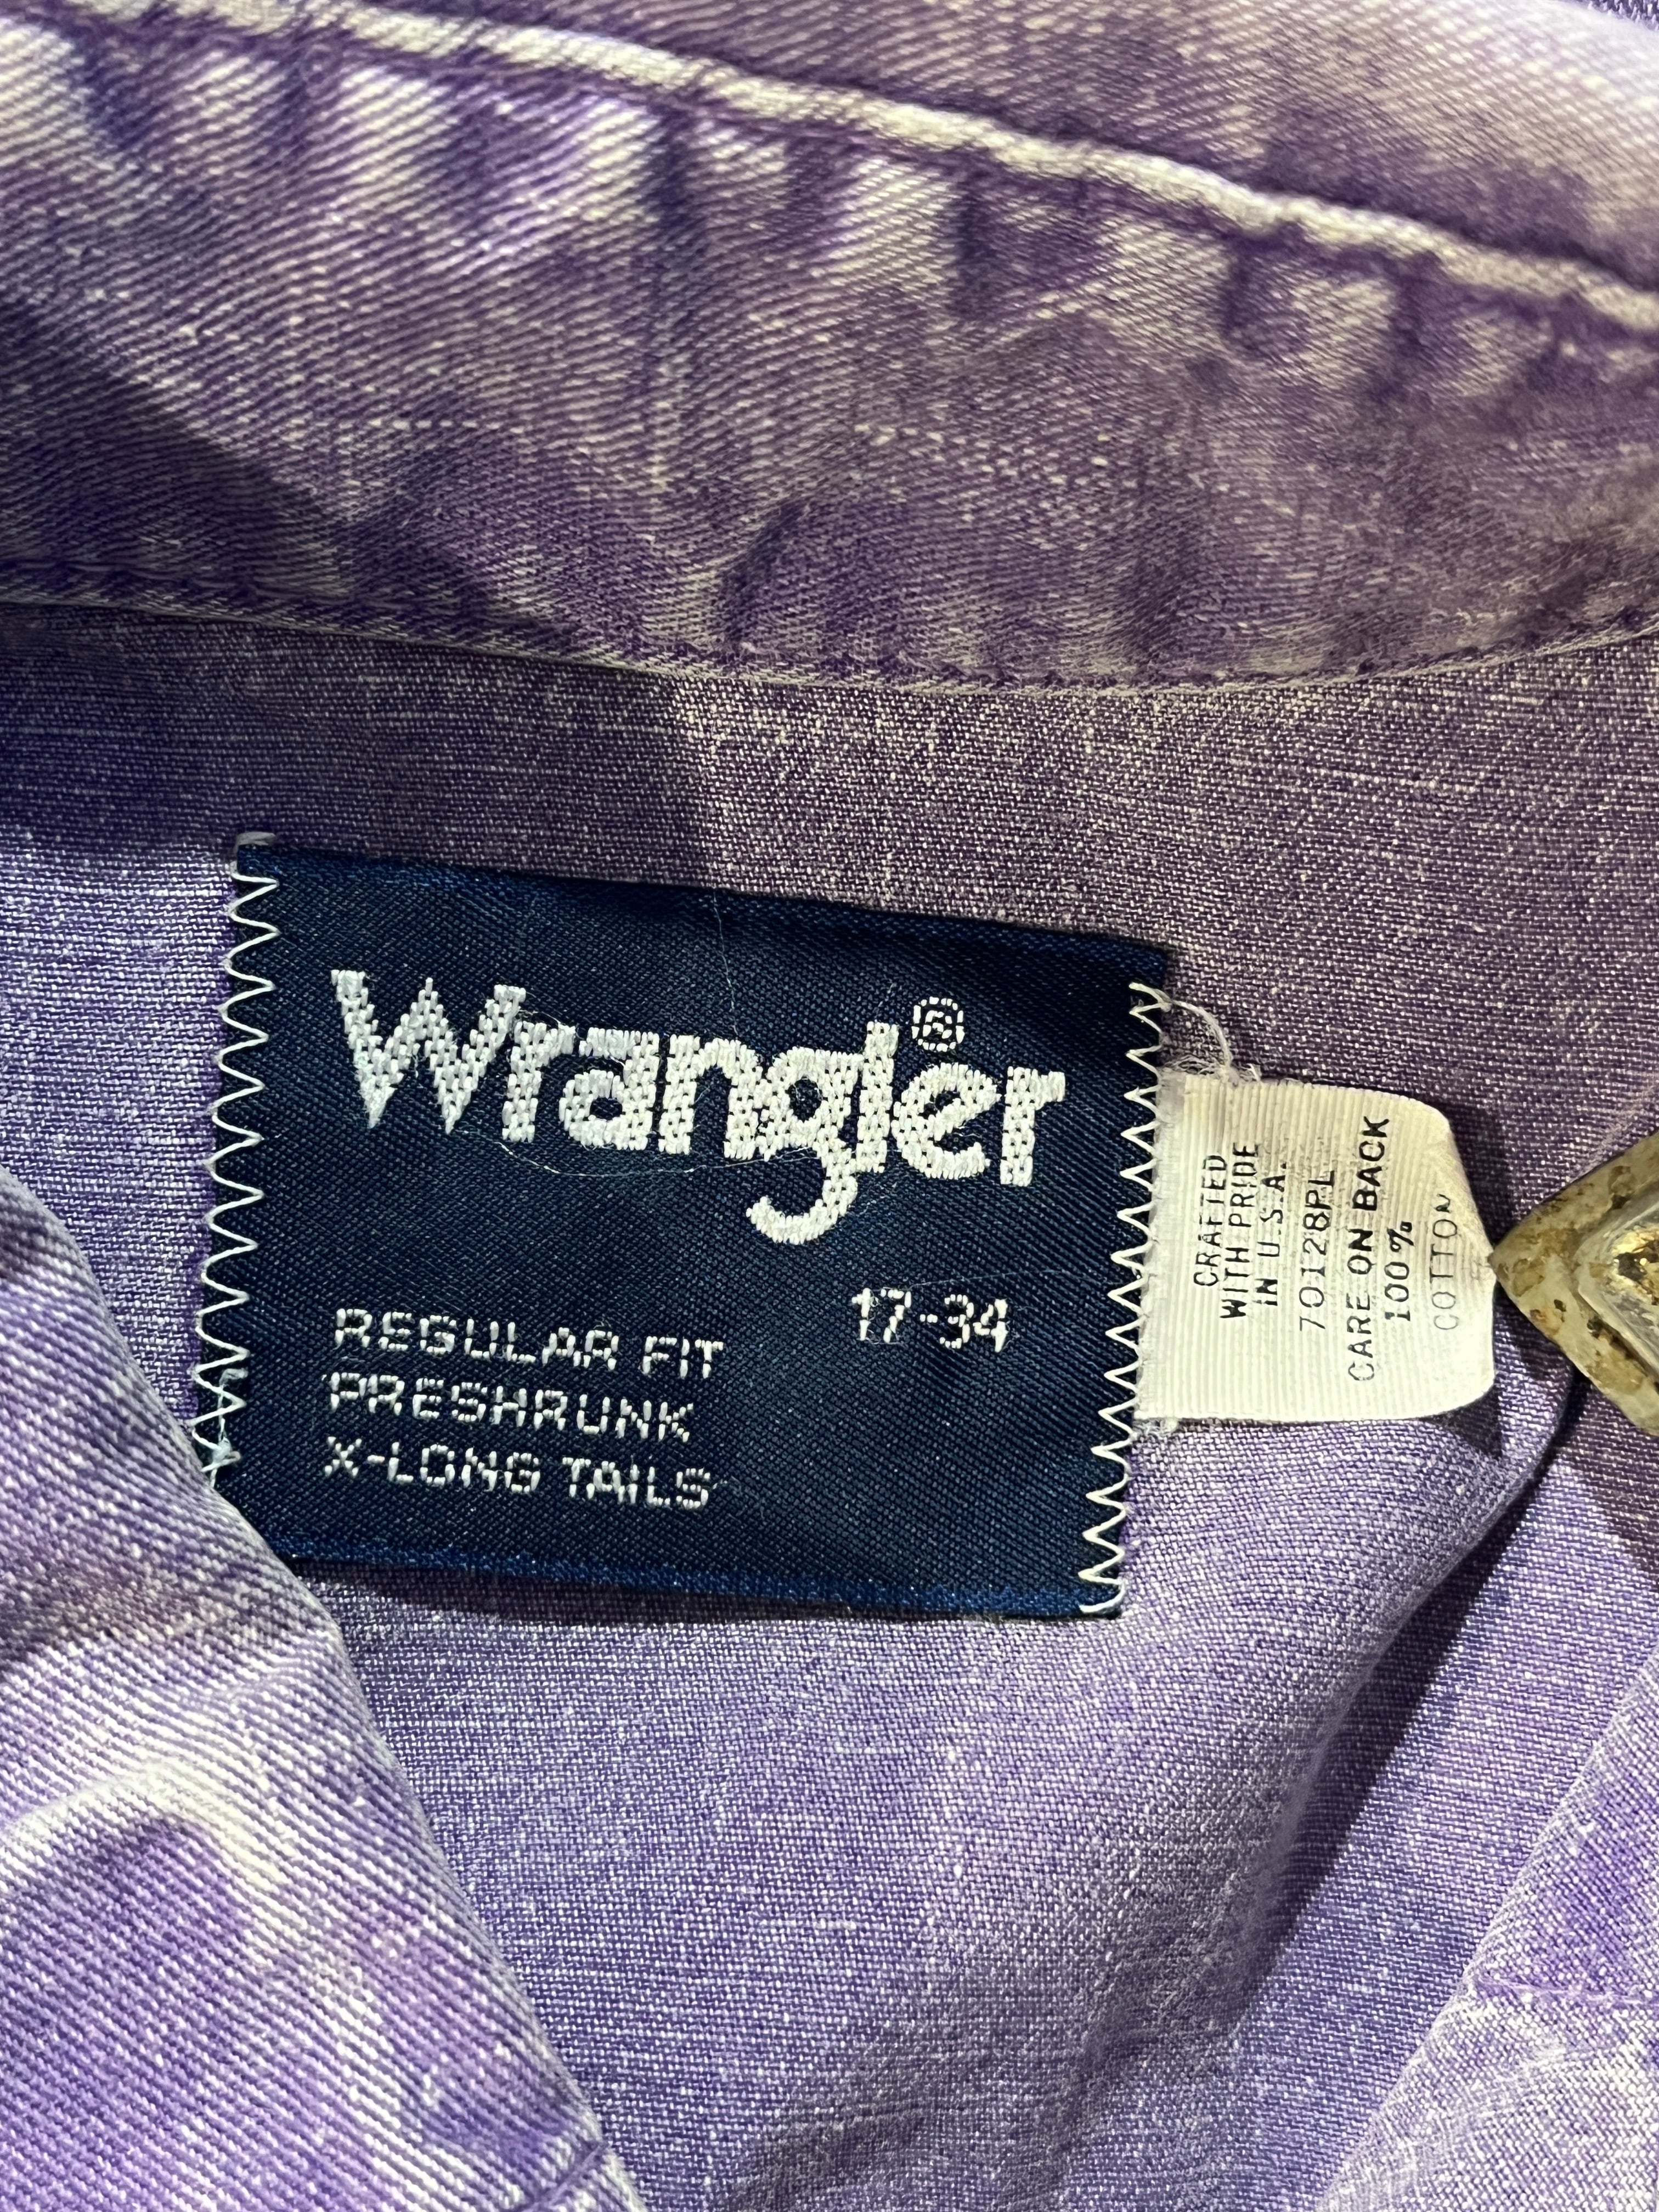 Wrangler®
17-34
REGULAR FIT
PRESHRUNK
X-LONG TAILS
CRAFTED
WITH PRIDE
IN U.S.A.
70128PL
CARE ON BACK
100%
COTTON